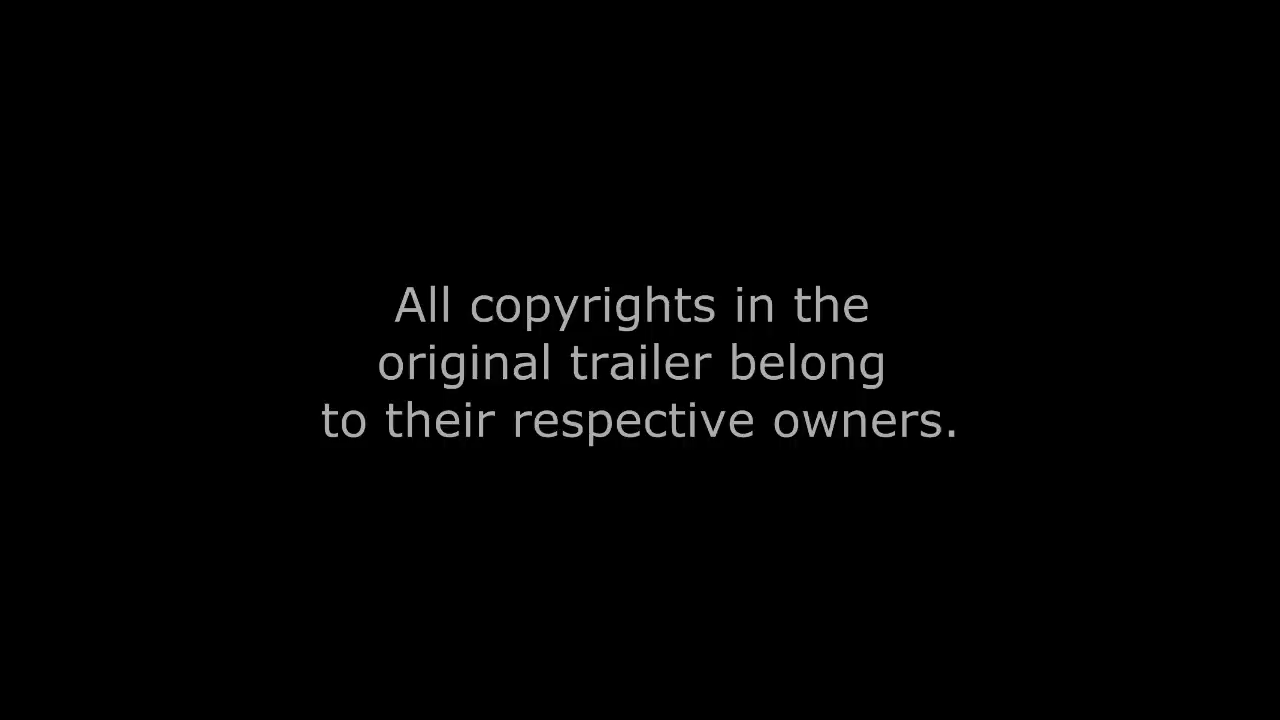 All copyrights in the
original trailer belong
to their respective owners.